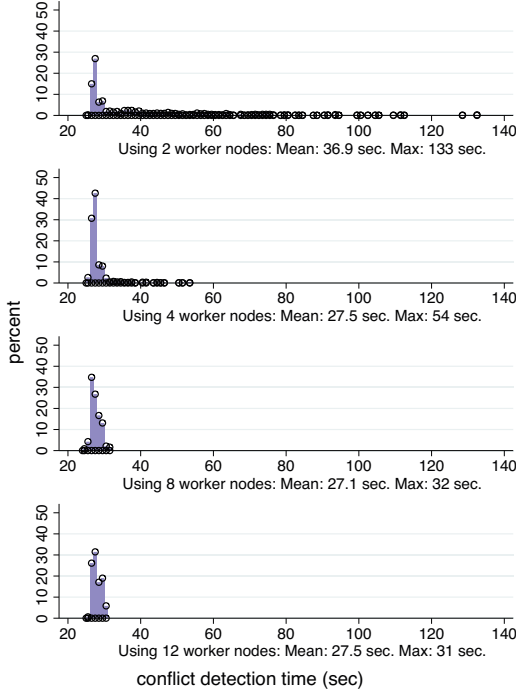 0 10 20 30 40 50
20 40 60 80 100 120 140
Using 2 worker nodes: Mean: 36.9 sec. Max: 133 sec.
0 10 20 30 40 50
20 40 60 80 100 120 140
Using 4 worker nodes: Mean: 27.5 sec. Max: 54 sec.
percent
0 10 20 30 40 50
20 40 60 80 100 120 140
Using 8 worker nodes: Mean: 27.1 sec. Max: 32 sec.
0 10 20 30 40 50
20 40 60 80 100 120 140
Using 12 worker nodes: Mean: 27.5 sec. Max: 31 sec.
conflict detection time (sec)